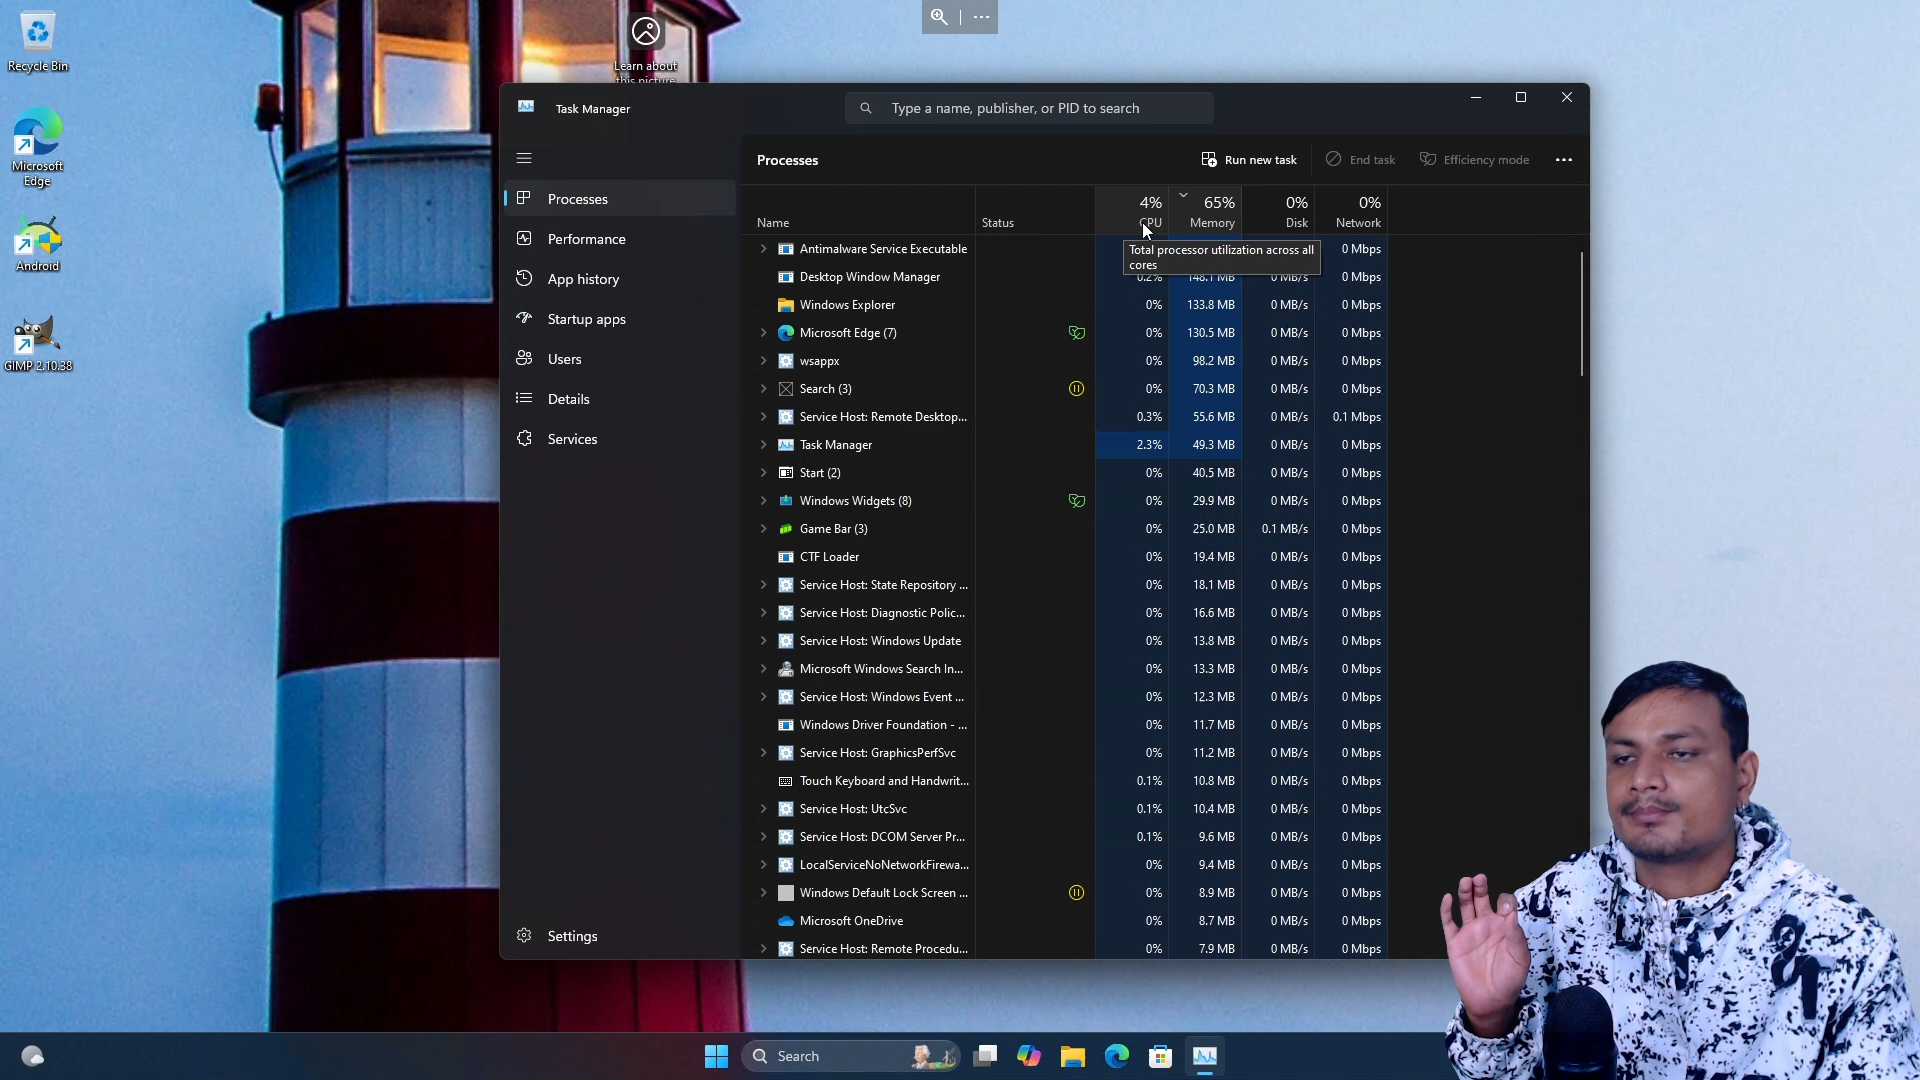 Recycle Bin
Microsoft
Edge
Android
GIMP 2.10.38
Learn about
this picture
Task Manager
Type a name, publisher, or PID to search
Processes
Performance
App history
Startup apps
Users
Details
Services
Settings
Processes
Run new task
End task
Efficiency mode
4% 65% 0% 0%
Name Status CPU Memory Disk Network
Total processor utilization across all
cores
Antimalware Service Executable 0 Mbps
Desktop Window Manager 0.2% 148.1 MB 0 MB/s 0 Mbps
Windows Explorer 0% 133.8 MB 0 MB/s 0 Mbps
Microsoft Edge (7) 0% 130.5 MB 0 MB/s 0 Mbps
wsappx 0% 98.2 MB 0 MB/s 0 Mbps
Search (3) 0% 70.3 MB 0 MB/s 0 Mbps
Service Host: Remote Desktop... 0.3% 55.6 MB 0 MB/s 0.1 Mbps
Task Manager 2.3% 49.3 MB 0 MB/s 0 Mbps
Start (2) 0% 40.5 MB 0 MB/s 0 Mbps
Windows Widgets (8) 0% 29.9 MB 0 MB/s 0 Mbps
Game Bar (3) 0% 25.0 MB 0.1 MB/s 0 Mbps
CTF Loader 0% 19.4 MB 0 MB/s 0 Mbps
Service Host: State Repository ... 0% 18.1 MB 0 MB/s 0 Mbps
Service Host: Diagnostic Polic... 0% 16.6 MB 0 MB/s 0 Mbps
Service Host: Windows Update 0% 13.8 MB 0 MB/s 0 Mbps
Microsoft Windows Search In... 0% 13.3 MB 0 MB/s 0 Mbps
Service Host: Windows Event ... 0% 12.3 MB 0 MB/s 0 Mbps
Windows Driver Foundation - ... 0% 11.7 MB 0 MB/s 0 Mbps
Service Host: GraphicsPerfSvc 0% 11.2 MB 0 MB/s 0 Mbps
Touch Keyboard and Handwrit... 0.1% 10.8 MB 0 MB/s 0 Mbps
Service Host: UtcSvc 0.1% 10.4 MB 0 MB/s 0 Mbps
Service Host: DCOM Server Pr... 0.1% 9.6 MB 0 MB/s 0 Mbps
LocalServiceNoNetworkFirewa... 0% 9.4 MB 0 MB/s 0 Mbps
Windows Default Lock Screen ... 0% 8.9 MB 0 MB/s 0 Mbps
Microsoft OneDrive 0% 8.7 MB 0 MB/s 0 Mbps
Service Host: Remote Procedu... 0% 7.9 MB 0 MB/s 0 Mbps
Search